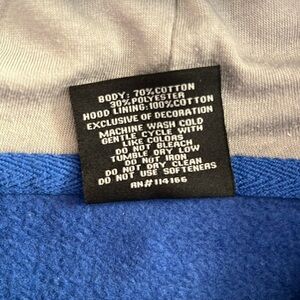 BODY: 70%COTTON
30%POLYESTER
HOOD LINING:100%COTTON
EXCLUSIVE OF DECORATION
MACHINE WASH COLD
GENTLE CYCLE WITH
LIKE COLORS
DO NOT BLEACH
TUMBLE DRY LOW
DO NOT IRON
DO NOT DRY CLEAN
DO NOT USE SOFTENERS
RN#114166